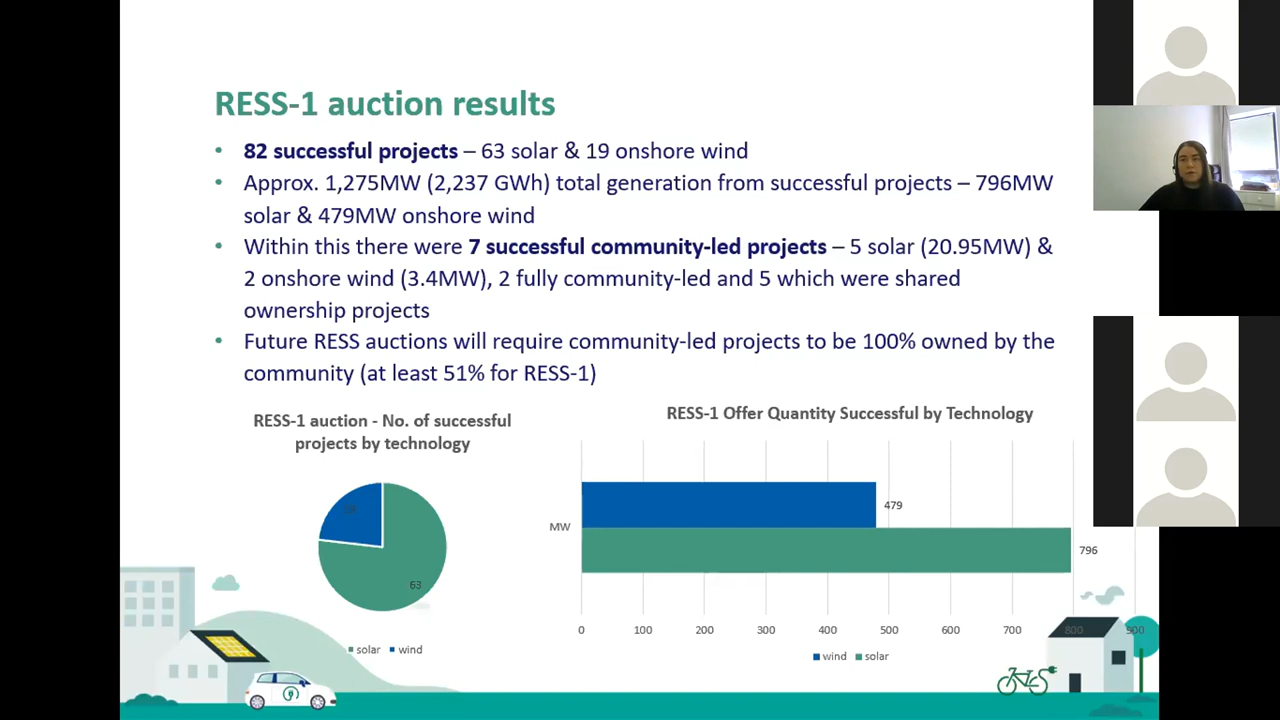 RESS-1 auction results
• 82 successful projects – 63 solar & 19 onshore wind
• Approx. 1,275MW (2,237 GWh) total generation from successful projects – 796MW
solar & 479MW onshore wind
• Within this there were 7 successful community-led projects – 5 solar (20.95MW) &
2 onshore wind (3.4MW), 2 fully community-led and 5 which were shared
ownership projects
• Future RESS auctions will require community-led projects to be 100% owned by the
community (at least 51% for RESS-1)
RESS-1 auction - No. of successful
projects by technology
19
63
solar wind
RESS-1 Offer Quantity Successful by Technology
479
MW
796
0 100 200 300 400 500 600 700 800 900
wind solar